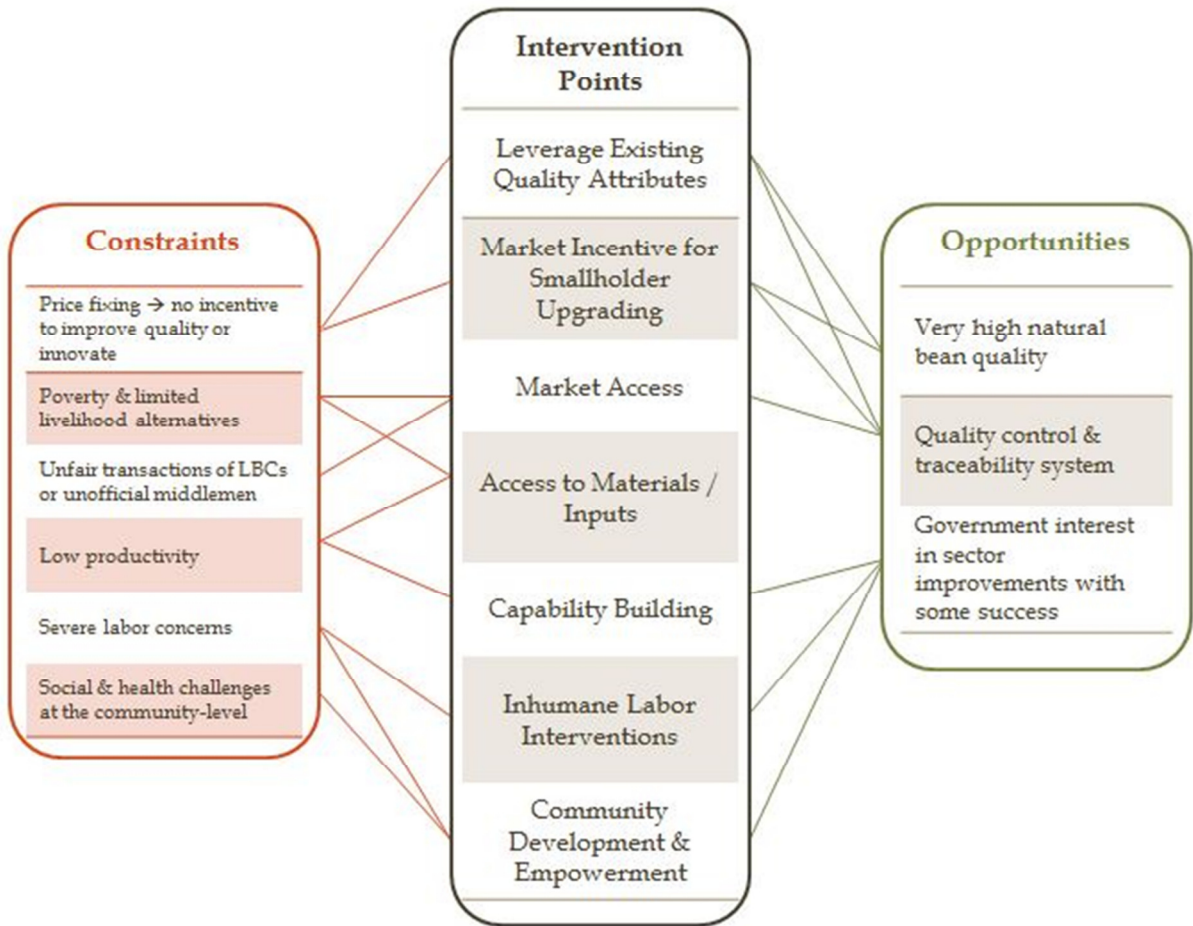 Constraints
Price fixing → no incentive
to improve quality or
innovate
Poverty & limited
livelihood alternatives
Unfair transactions of LBCs
or unofficial middlemen
Low productivity
Severe labor concerns
Social & health challenges
at the community-level
Intervention
Points
Leverage Existing
Quality Attributes
Market Incentive for
Smallholder
Upgrading
Market Access
Access to Materials /
Inputs
Capability Building
Inhumane Labor
Interventions
Community
Development &
Empowerment
Opportunities
Very high natural
bean quality
Quality control &
traceability system
Government interest
in sector
improvements with
some success